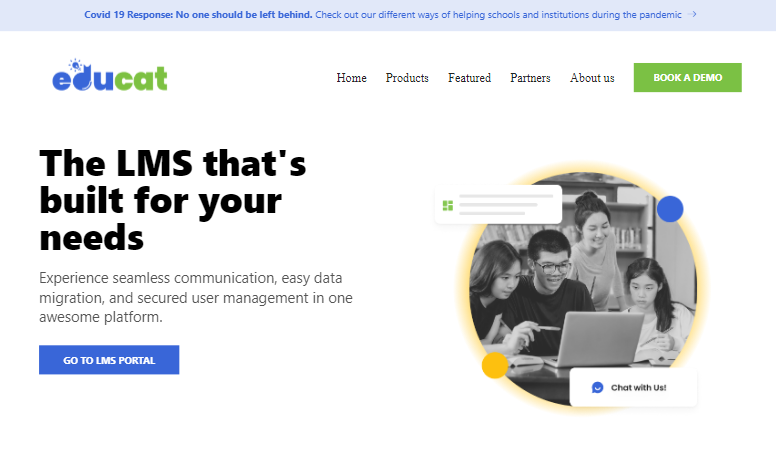 Covid 19 Response: No one should be left behind. Check out our different ways of helping schools and institutions during the pandemic →
educat
Home Products Featured Partners About us BOOK A DEMO
The LMS that's
built for your
needs
Experience seamless communication, easy data
migration, and secured user management in one
awesome platform.
GO TO LMS PORTAL
Chat with Us!